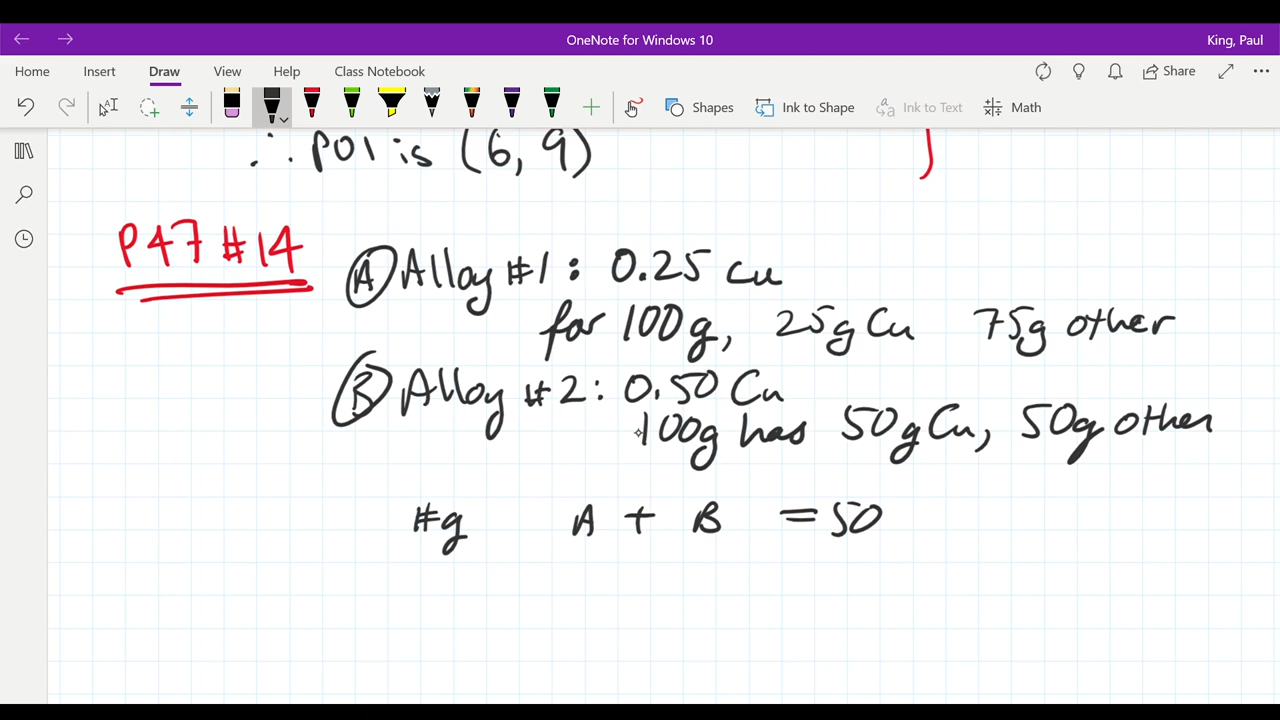 OneNote for Windows 10
King, Paul
Home Insert Draw View Help Class Notebook
Share
Shapes Ink to Shape Ink to Text Math
∴ POI is (6, 9)
P47 #14
(A) Alloy #1: 0.25 Cu
for 100g, 25g Cu 75g other
(B) Alloy #2: 0.50 Cu
100g has 50g Cu, 50g other
#g A + B = 50